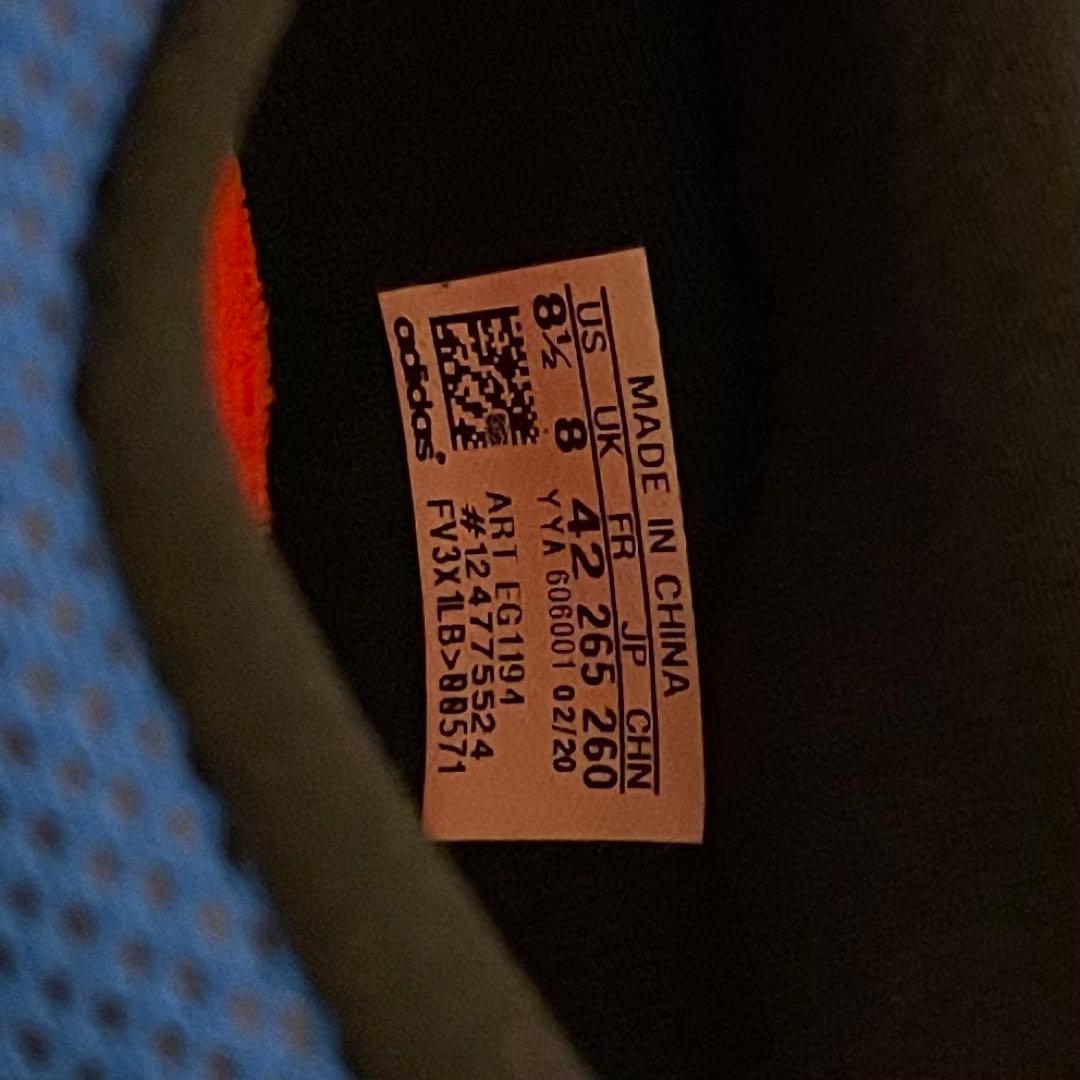 MADE IN CHINA
US UK FR JP CHN
8½ 8 42 265 260
YYA 606001 02/20
ART EG1194
#124775524
FV3X1LB>00571
adidas